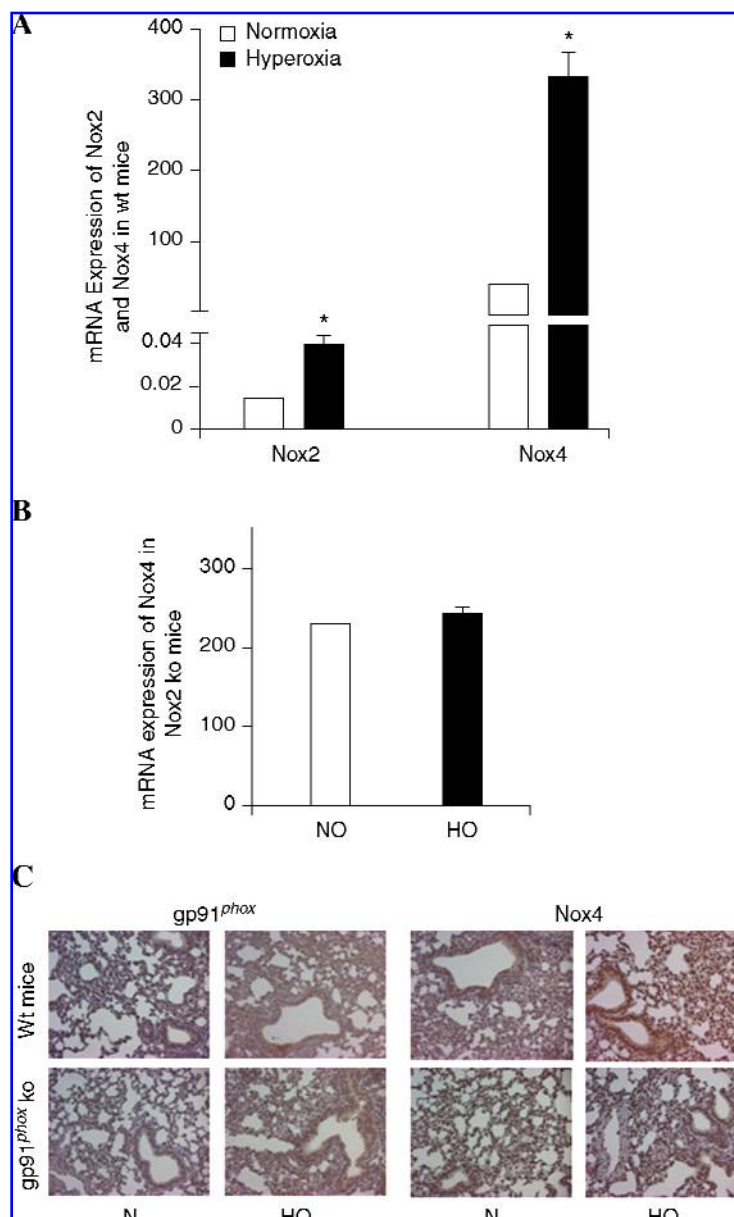 A
mRNA Expression of Nox2
and Nox4 in wt mice
400
300
200
100
0.04
0.02
0
Normoxia
Hyperoxia
*
*
Nox2
Nox4
B
mRNA expression of Nox4 in
Nox2 ko mice
300
200
100
0
NO
HO
C
gp91phox
Nox4
Wt mice
gp91phox ko
N
HO
N
HO